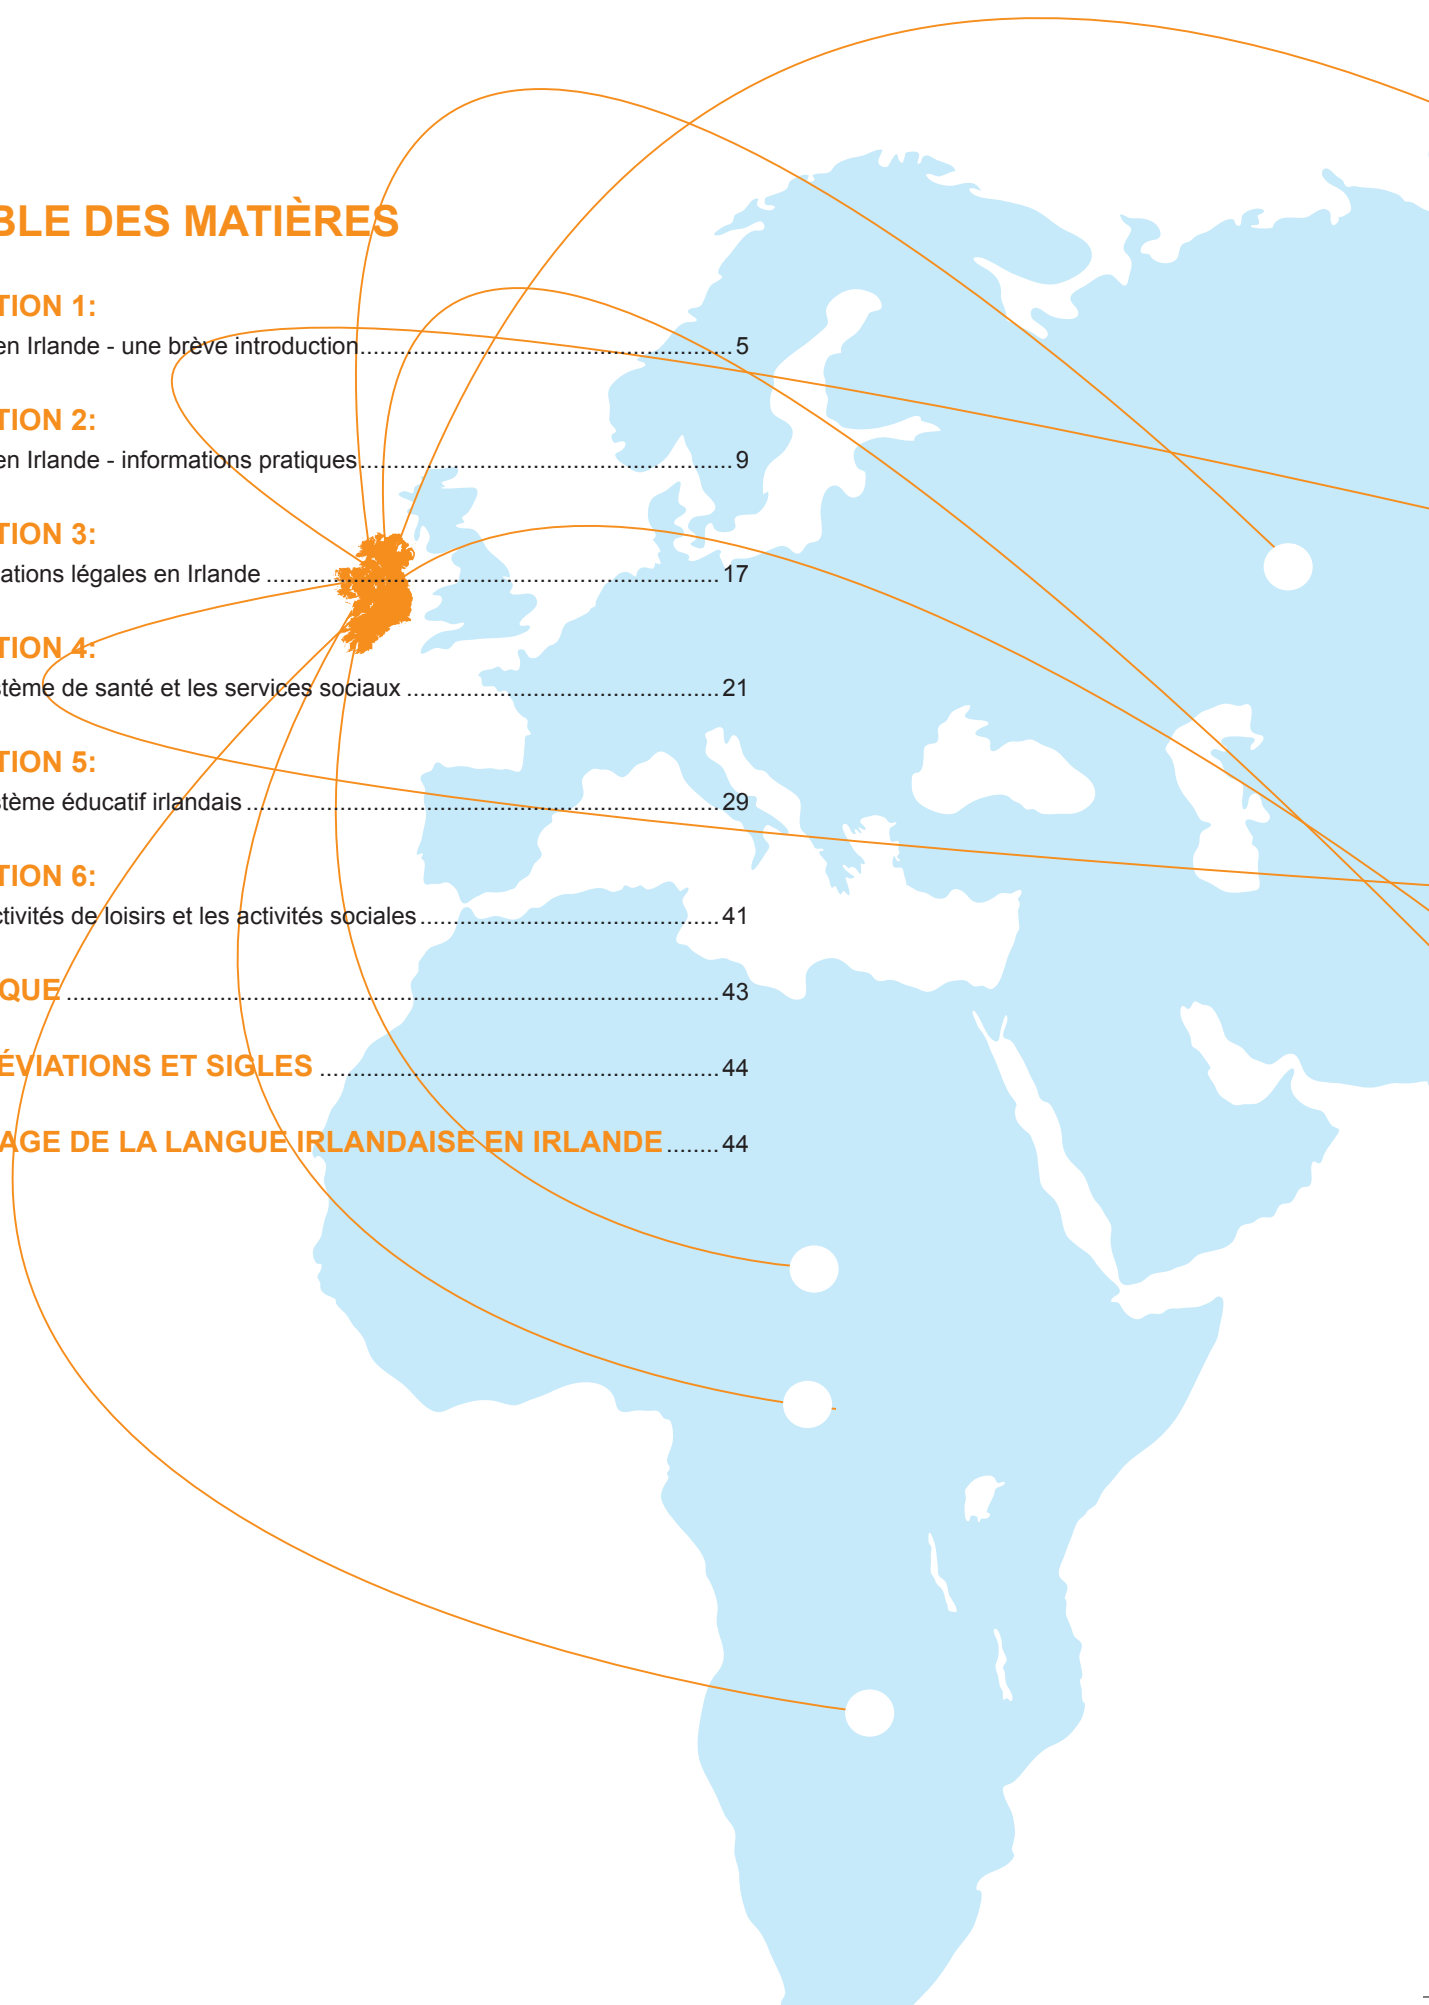 BLE DES MATIÈRES
TION 1:
en Irlande - une brève introduction........................................................5
TION 2:
en Irlande - informations pratiques........................................................9
TION 3:
ations légales en Irlande ....................................................................17
TION 4:
stème de santé et les services sociaux ...............................................21
TION 5:
stème éducatif irlandais ......................................................................29
TION 6:
ctivités de loisirs et les activités sociales.............................................41
QUE ..................................................................................................43
ÉVIATIONS ET SIGLES ............................................................44
AGE DE LA LANGUE IRLANDAISE EN IRLANDE ........44